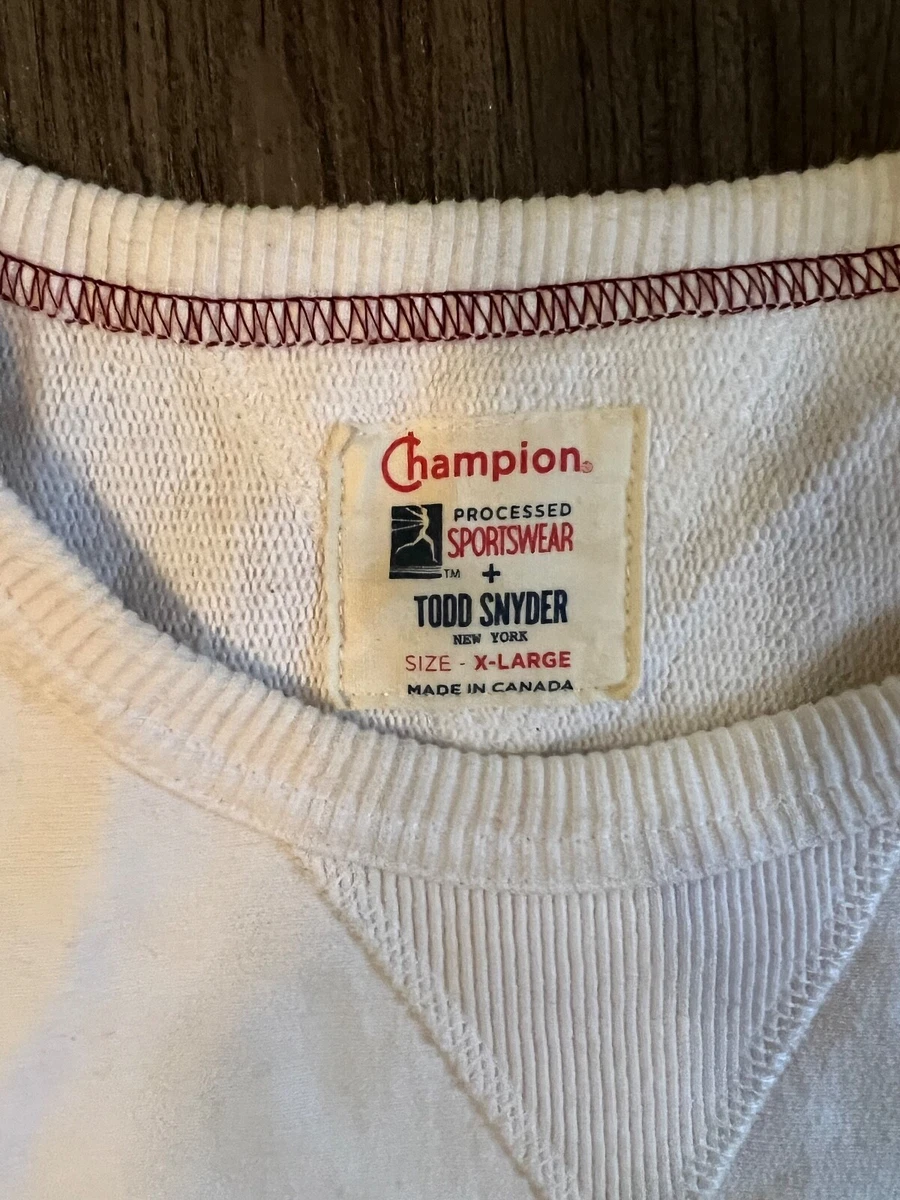 Champion®
PROCESSED
SPORTSWEAR
TM +
TODD SNYDER
NEW YORK
SIZE - X-LARGE
MADE IN CANADA